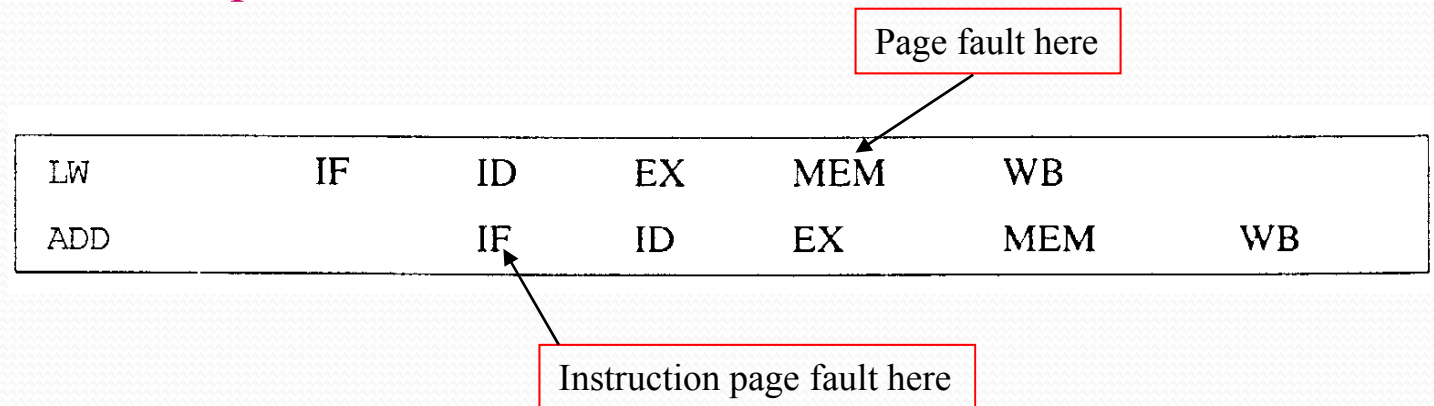 Page fault here
LW IF ID EX MEM WB
ADD IF ID EX MEM WB
Instruction page fault here